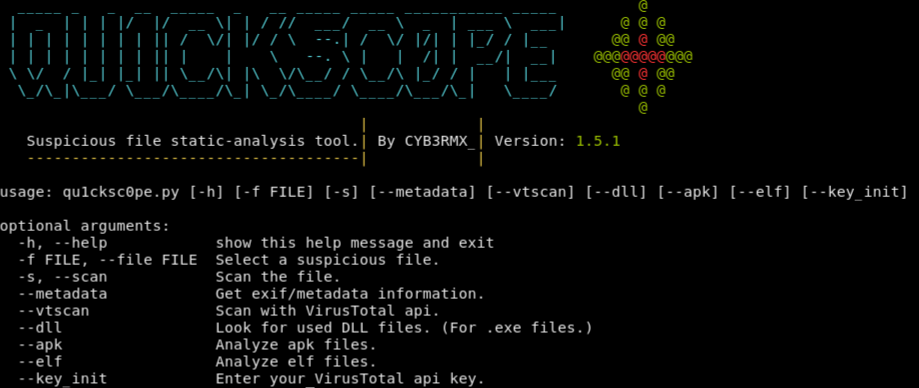 QUICKSCOPE
Suspicious file static-analysis tool.| By CYB3RMX_| Version: 1.5.1
-------------------------------------|
usage: qu1cksc0pe.py [-h] [-f FILE] [-s] [--metadata] [--vtscan] [--dll] [--apk] [--elf] [--key_init]
optional arguments:
-h, --help show this help message and exit
-f FILE, --file FILE Select a suspicious file.
-s, --scan Scan the file.
--metadata Get exif/metadata information.
--vtscan Scan with VirusTotal api.
--dll Look for used DLL files. (For .exe files.)
--apk Analyze apk files.
--elf Analyze elf files.
--key_init Enter your VirusTotal api key.